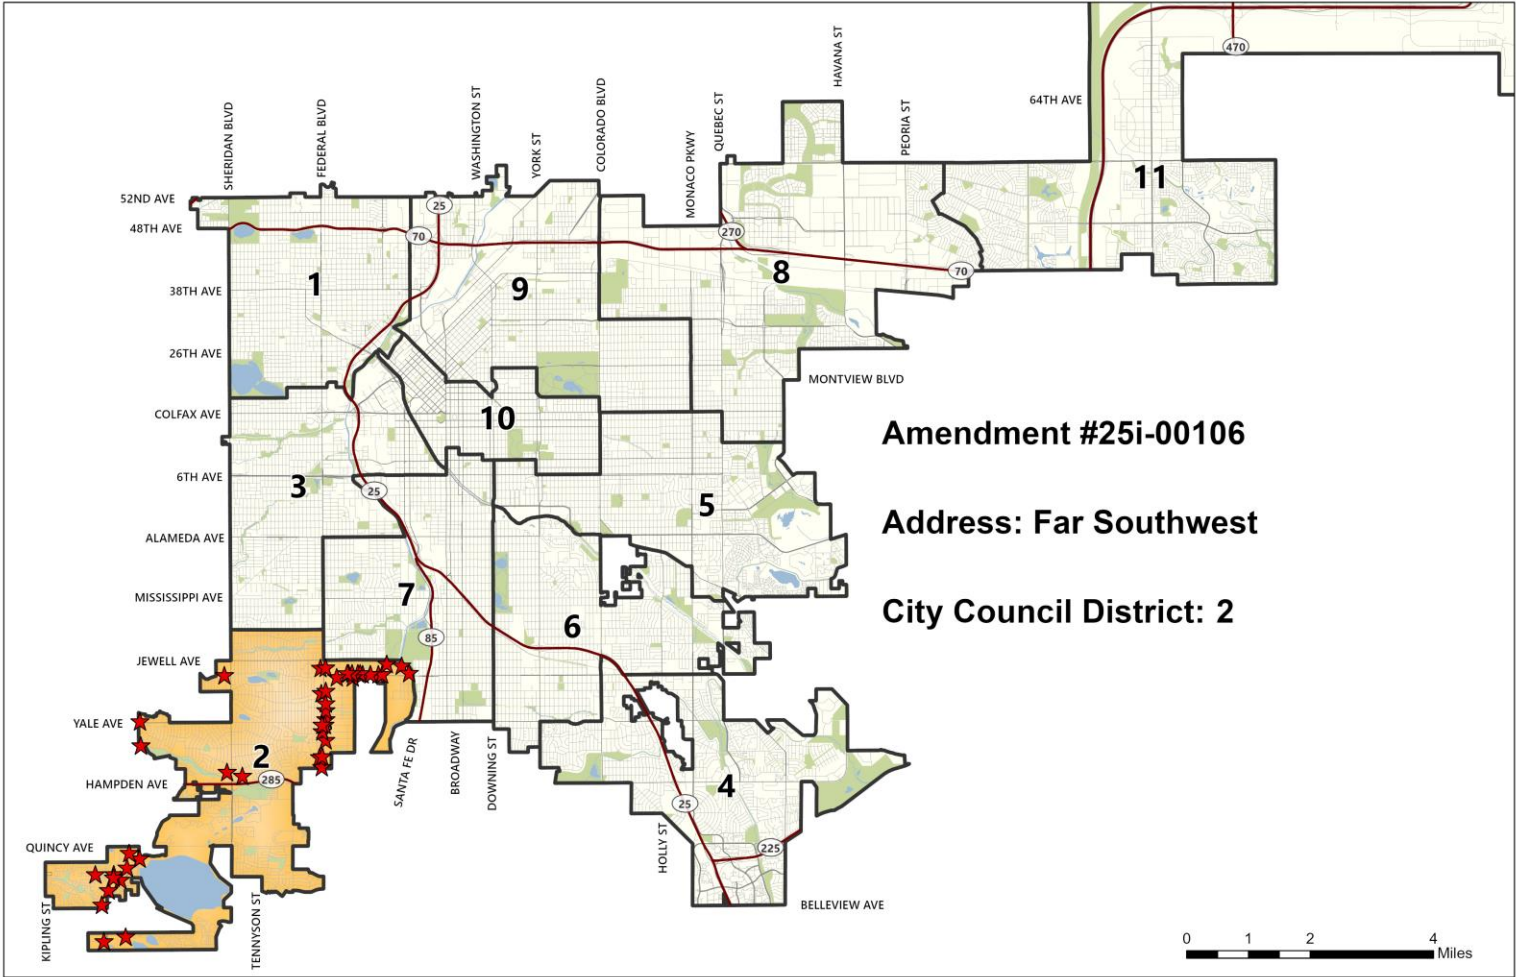 HAVANA ST
470
64TH AVE
SHERIDAN BLVD
FEDERAL BLVD
WASHINGTON ST
YORK ST
COLORADO BLVD
MONACO PKWY
QUEBEC ST
PEORIA ST
11
52ND AVE
25
48TH AVE
70
270
70
1
9
8
38TH AVE
26TH AVE
MONTVIEW BLVD
COLFAX AVE
10
Amendment #25i-00106
6TH AVE
3
25
5
Address: Far Southwest
ALAMEDA AVE
MISSISSIPPI AVE
7
6
City Council District: 2
85
JEWELL AVE
YALE AVE
2
HAMPDEN AVE
285
SANTA FE DR
BROADWAY
DOWNING ST
4
25
HOLLY ST
225
QUINCY AVE
KIPLING ST
TENNYSON ST
BELLEVIEW AVE
0 1 2 4
Miles